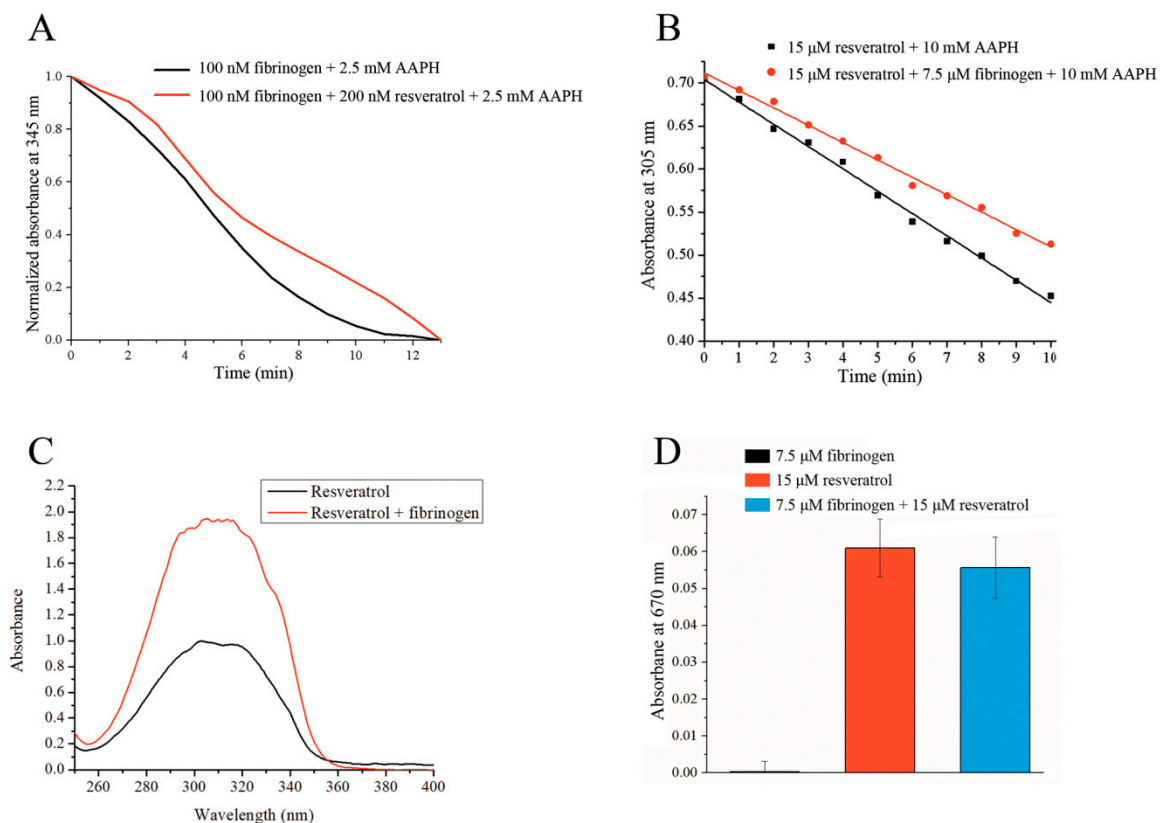 A
100 nM fibrinogen + 2.5 mM AAPH
100 nM fibrinogen + 200 nM resveratrol + 2.5 mM AAPH
Normalized absorbance at 345 nm
1.0
0.8
0.6
0.4
0.2
0.0
0 2 4 6 8 10 12
Time (min)
B
15 μM resveratrol + 10 mM AAPH
15 μM resveratrol + 7.5 μM fibrinogen + 10 mM AAPH
Absorbance at 305 nm
0.70
0.65
0.60
0.55
0.50
0.45
0.40
0 1 2 3 4 5 6 7 8 9 10
Time (min)
C
Resveratrol
Resveratrol + fibrinogen
Absorbance
2.2
2.0
1.8
1.6
1.4
1.2
1.0
0.8
0.6
0.4
0.2
0.0
260 280 300 320 340 360 380 400
Wavelength (nm)
D
7.5 μM fibrinogen
15 μM resveratrol
7.5 μM fibrinogen + 15 μM resveratrol
Absorbane at 670 nm
0.07
0.06
0.05
0.04
0.03
0.02
0.01
0.00